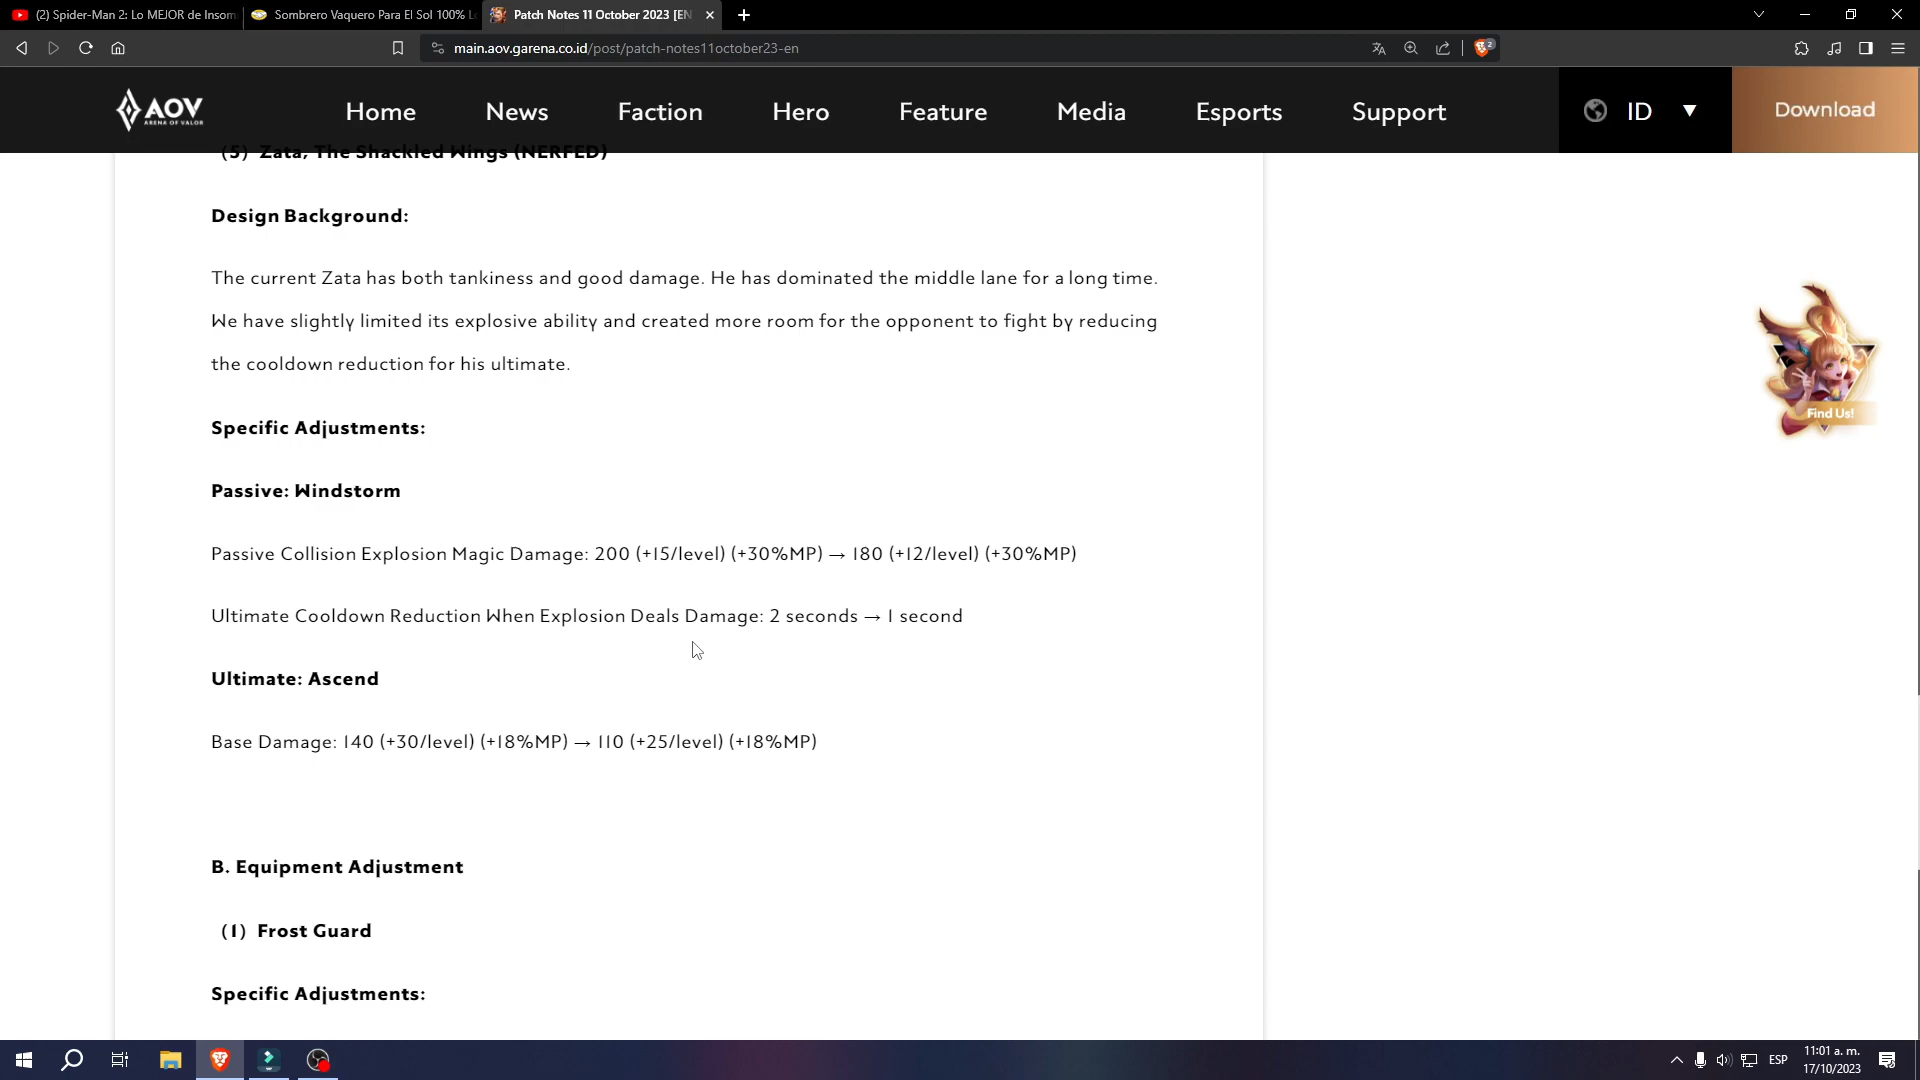 (2) Spider-Man 2: Lo MEJOR de Insom
Sombrero Vaquero Para El Sol 100% L
Patch Notes 11 October 2023 [EN
main.aov.garena.co.id/post/patch-notes11october23-en
2
AOV
ARENA OF VALOR
Home
News
Faction
Hero
Feature
Media
Esports
Support
ID
Download
(5) Zata, The Shackled Wings (NERFED)
Design Background:
The current Zata has both tankiness and good damage. He has dominated the middle lane for a long time.
We have slightly limited its explosive ability and created more room for the opponent to fight by reducing
the cooldown reduction for his ultimate.
Specific Adjustments:
Passive: Windstorm
Passive Collision Explosion Magic Damage: 200 (+15/level) (+30%MP) → 180 (+12/level) (+30%MP)
Ultimate Cooldown Reduction When Explosion Deals Damage: 2 seconds → 1 second
Ultimate: Ascend
Base Damage: 140 (+30/level) (+18%MP) → 110 (+25/level) (+18%MP)
B. Equipment Adjustment
(1) Frost Guard
Specific Adjustments:
Find Us!
ESP
11:01 a. m.
17/10/2023